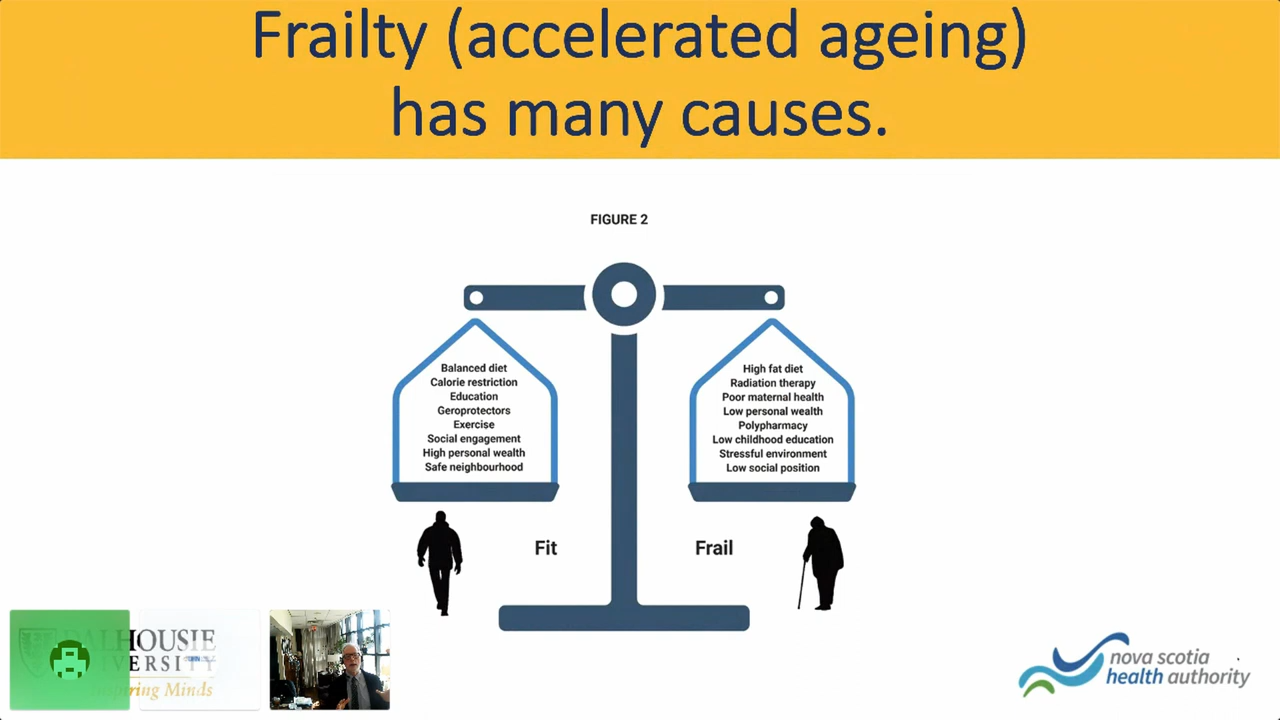 Frailty (accelerated ageing)
has many causes.
FIGURE 2
Balanced diet
Calorie restriction
Education
Geroprotectors
Exercise
Social engagement
High personal wealth
Safe neighbourhood
High fat diet
Radiation therapy
Poor maternal health
Low personal wealth
Polypharmacy
Low childhood education
Stressful environment
Low social position
Fit
Frail
nova scotia
health authority